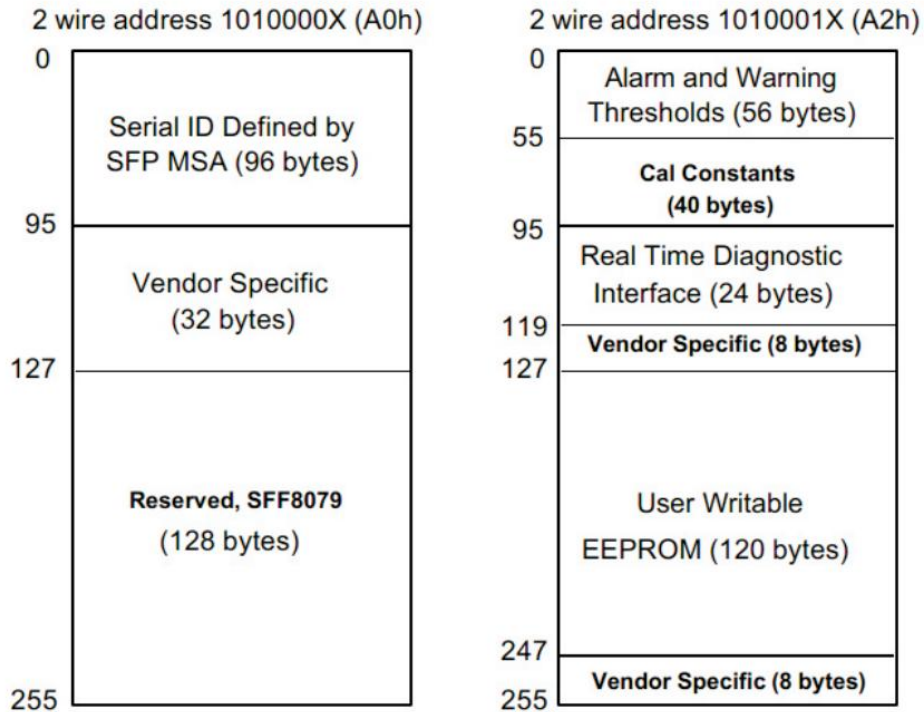 2 wire address 1010000X (A0h)
0
Serial ID Defined by
SFP MSA (96 bytes)
95
Vendor Specific
(32 bytes)
127
Reserved, SFF8079
(128 bytes)
255
2 wire address 1010001X (A2h)
0
Alarm and Warning
Thresholds (56 bytes)
55
Cal Constants
(40 bytes)
95
Real Time Diagnostic
Interface (24 bytes)
119
Vendor Specific (8 bytes)
127
User Writable
EEPROM (120 bytes)
247
Vendor Specific (8 bytes)
255